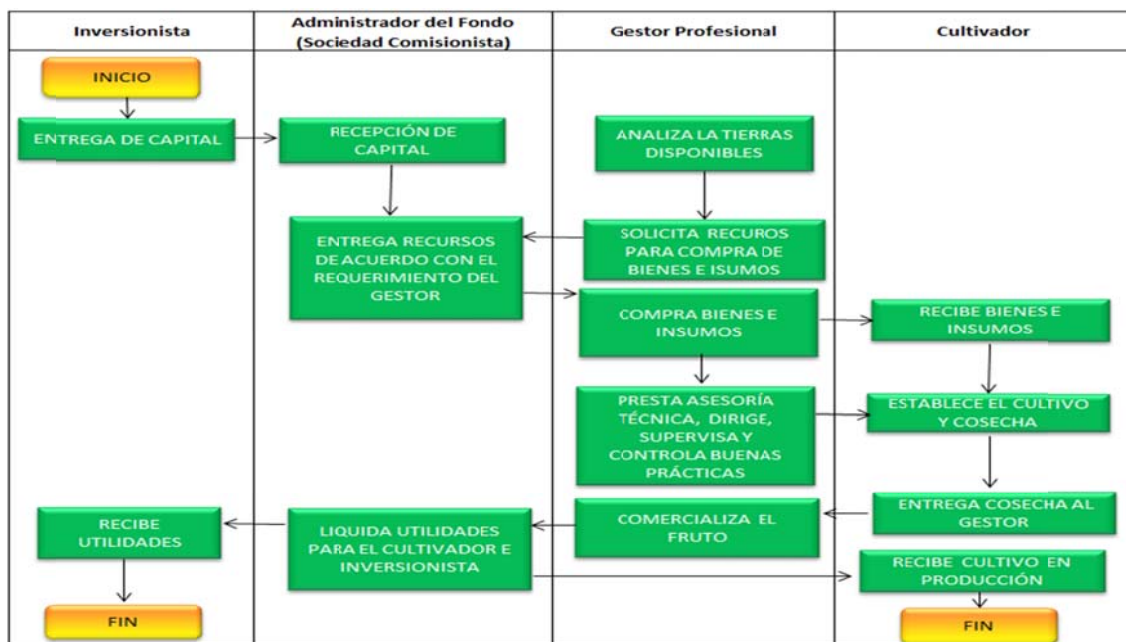 Inversionista
Administrador del Fondo
(Sociedad Comisionista)
Gestor Profesional
Cultivador
INICIO
ENTREGA DE CAPITAL
RECEPCIÓN DE
CAPITAL
ANALIZA LA TIERRAS
DISPONIBLES
ENTREGA RECURSOS
DE ACUERDO CON EL
REQUERIMIENTO DEL
GESTOR
SOLICITA RECUROS
PARA COMPRA DE
BIENES E ISUMOS
COMPRA BIENES E
INSUMOS
RECIBE BIENES E
INSUMOS
PRESTA ASESORÍA
TÉCNICA, DIRIGE,
SUPERVISA Y
CONTROLA BUENAS
PRÁCTICAS
ESTABLECE EL CULTIVO
Y COSECHA
ENTREGA COSECHA AL
GESTOR
COMERCIALIZA EL
FRUTO
LIQUIDA UTILIDADES
PARA EL CULTIVADOR E
INVERSIONISTA
RECIBE
UTILIDADES
RECIBE CULTIVO EN
PRODUCCIÓN
FIN
FIN